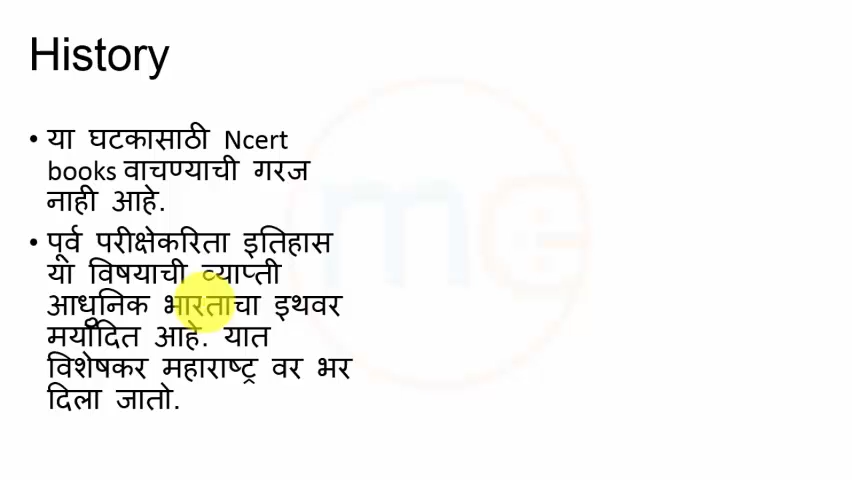 History
• या घटकासाठी Ncert
books वाचण्याची गरज
नाही आहे.
• पूर्व परीक्षेकरिता इतिहास
या विषयाची व्याप्ती
आधुनिक भारताचा इथवर
मर्यादित आहे. यात
विशेषकर महाराष्ट्र वर भर
दिला जातो.
me